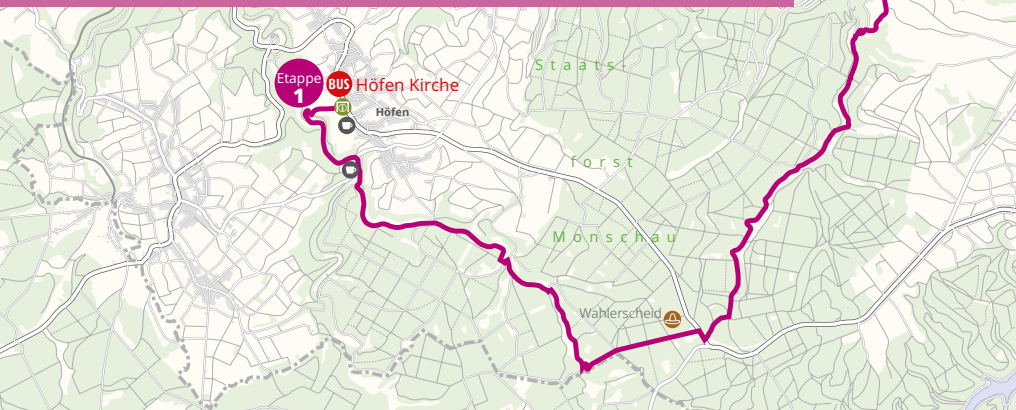 Staats-
Etappe
1
BUS
Höfen Kirche
Höfen
forst
Monschau
Wahlerscheid